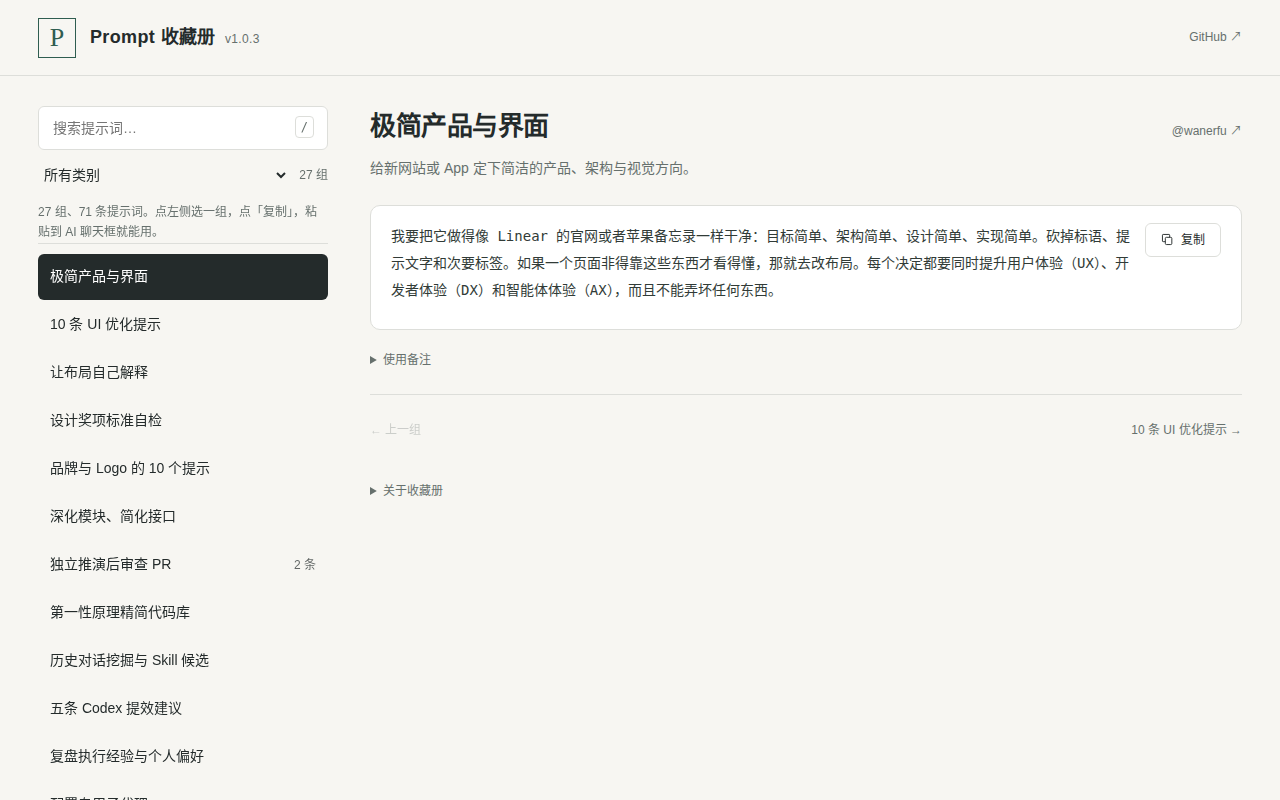 P
Prompt 收藏册 v1.0.3
GitHub ↗
搜索提示词… /
所有类别 27 组
27 组、71 条提示词。点左侧选一组，点「复制」，粘
贴到 AI 聊天框就能用。
极简产品与界面
10 条 UI 优化提示
让布局自己解释
设计奖项标准自检
品牌与 Logo 的 10 个提示
深化模块、简化接口
独立推演后审查 PR 2 条
第一性原理精简代码库
历史对话挖掘与 Skill 候选
五条 Codex 提效建议
复盘执行经验与个人偏好
极简产品与界面
@wanerfu ↗
给新网站或 App 定下简洁的产品、架构与视觉方向。
我要把它做得像 Linear 的官网或者苹果备忘录一样干净：目标简单、架构简单、设计简单、实现简单。砍掉标语、提
示文字和次要标签。如果一个页面非得靠这些东西才看得懂，那就去改布局。每个决定都要同时提升用户体验（UX）、开
发者体验（DX）和智能体体验（AX），而且不能弄坏任何东西。
复制
▶ 使用备注
← 上一组
10 条 UI 优化提示 →
▶ 关于收藏册